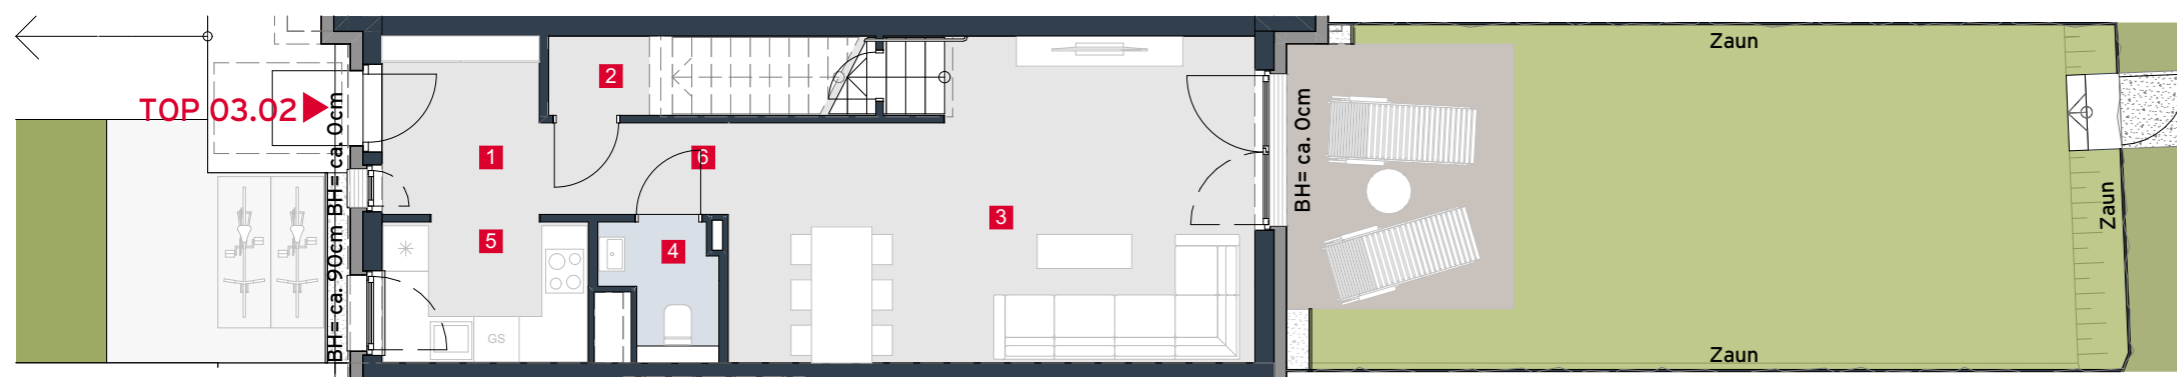 Zaun
2
TOP 03.02
BH= ca. 0cm
BH= ca. 0cm
1
6
3
Zaun
5
4
BH= ca. 90cm
GS
Zaun